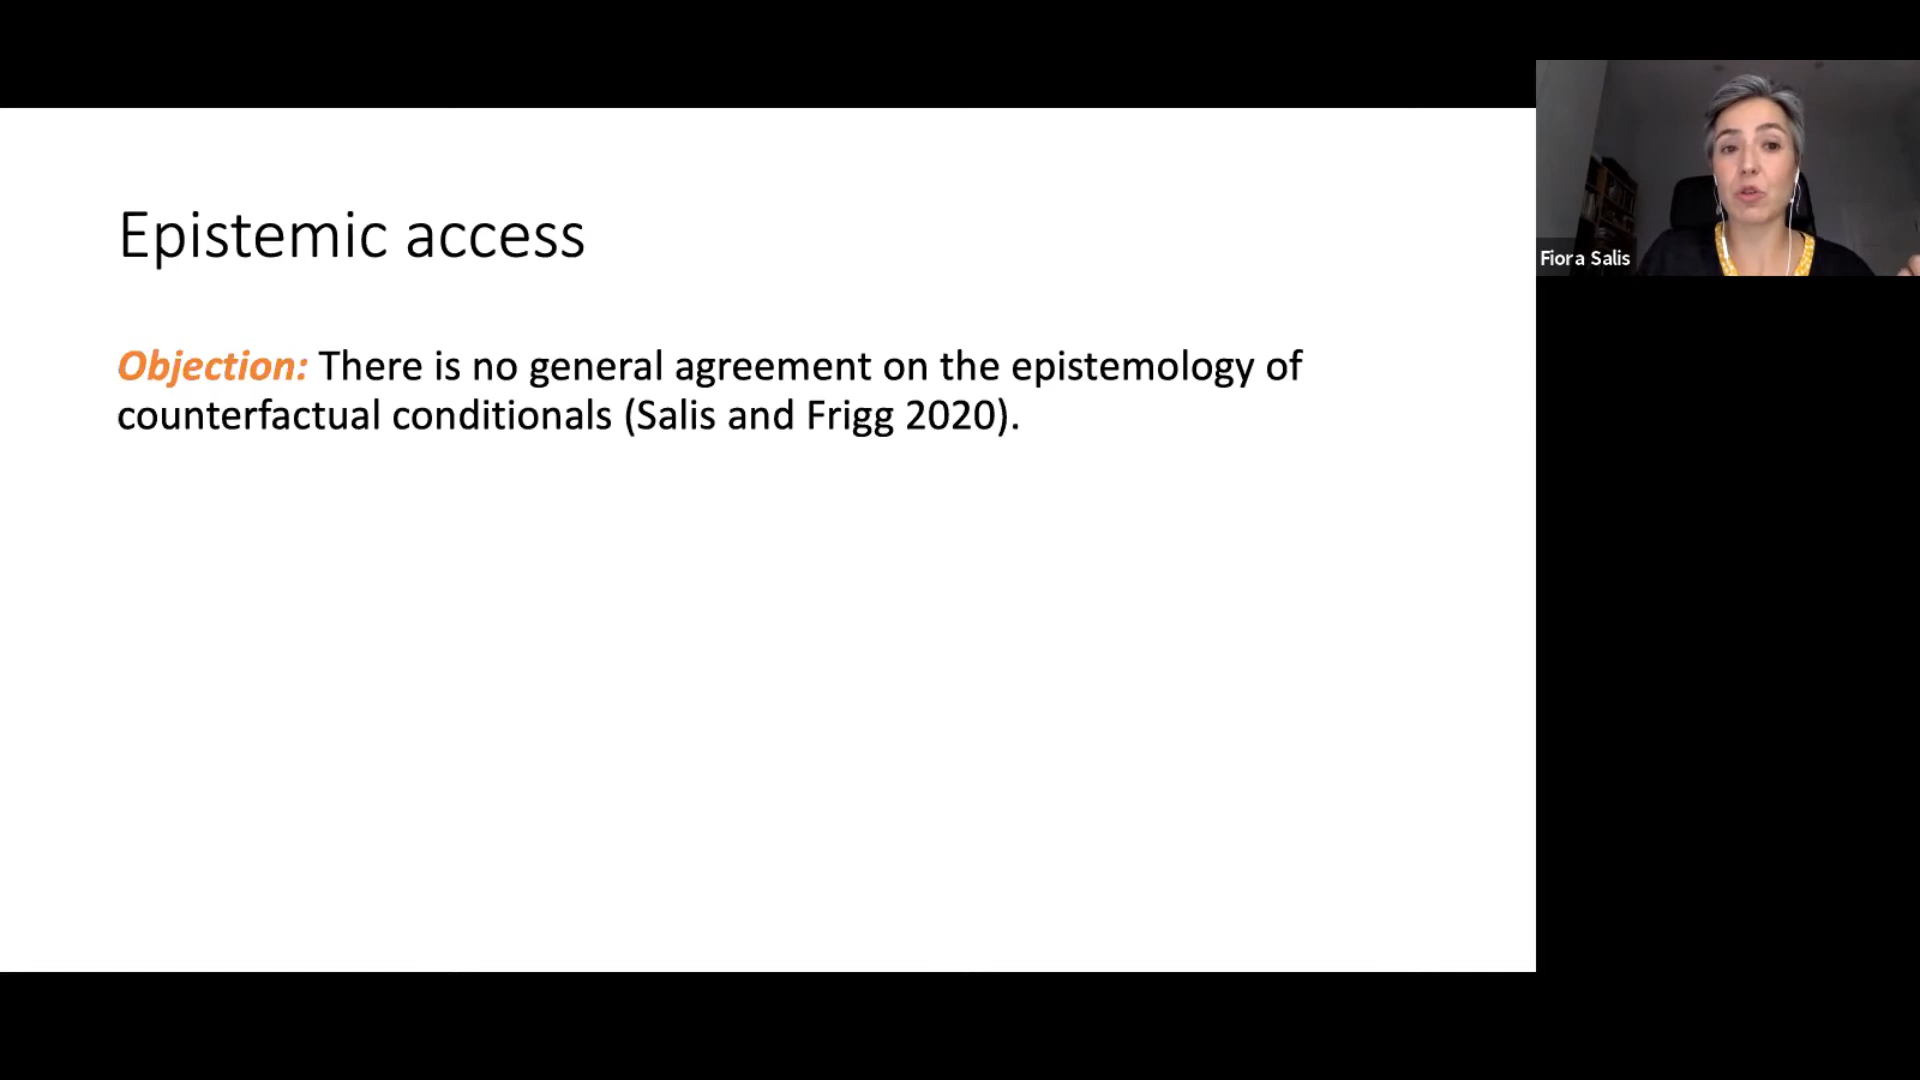 Epistemic access
Objection: There is no general agreement on the epistemology of
counterfactual conditionals (Salis and Frigg 2020).
Fiora Salis